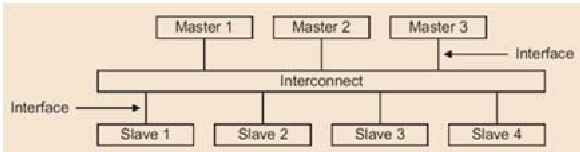 Master 1 Master 2 Master 3
Interface
Interconnect
Interface
Slave 1 Slave 2 Slave 3 Slave 4